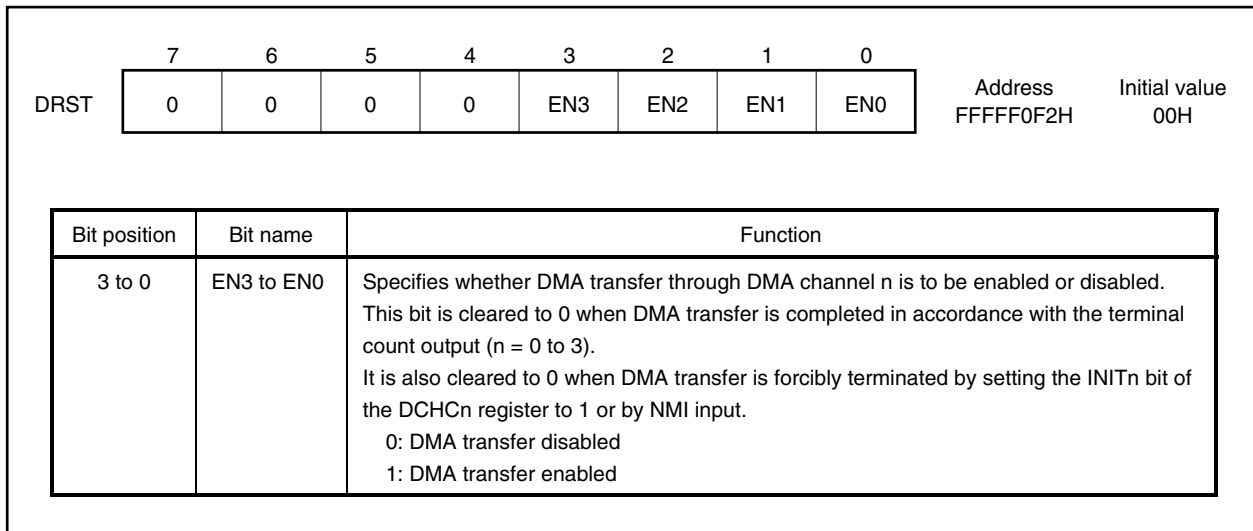 7 6 5 4 3 2 1 0
DRST 0 0 0 0 EN3 EN2 EN1 EN0 Address Initial value
FFFFF0F2H 00H
Bit position Bit name Function
3 to 0 EN3 to EN0 Specifies whether DMA transfer through DMA channel n is to be enabled or disabled.
This bit is cleared to 0 when DMA transfer is completed in accordance with the terminal
count output (n = 0 to 3).
It is also cleared to 0 when DMA transfer is forcibly terminated by setting the INITn bit of
the DCHCn register to 1 or by NMI input.
0: DMA transfer disabled
1: DMA transfer enabled